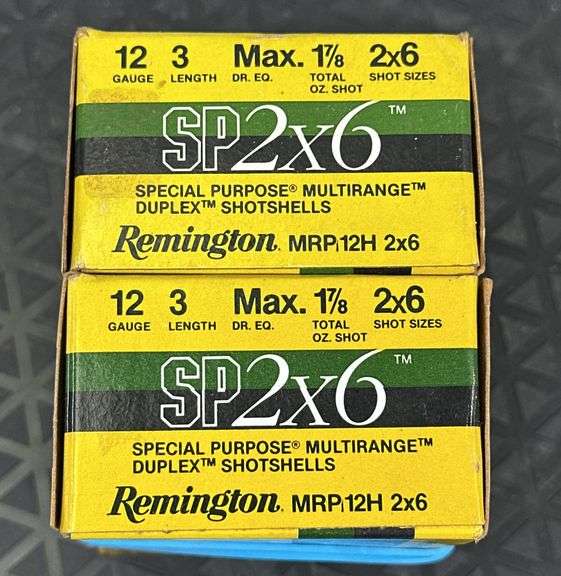 12 3 Max. 1⅞ 2x6
GAUGE LENGTH DR. EQ. TOTAL SHOT SIZES
OZ. SHOT
SP2x6™
SPECIAL PURPOSE® MULTIRANGE™
DUPLEX™ SHOTSHELLS
Remington. MRP12H 2x6
12 3 Max. 1⅞ 2x6
GAUGE LENGTH DR. EQ. TOTAL SHOT SIZES
OZ. SHOT
SP2x6™
SPECIAL PURPOSE® MULTIRANGE™
DUPLEX™ SHOTSHELLS
Remington. MRP12H 2x6